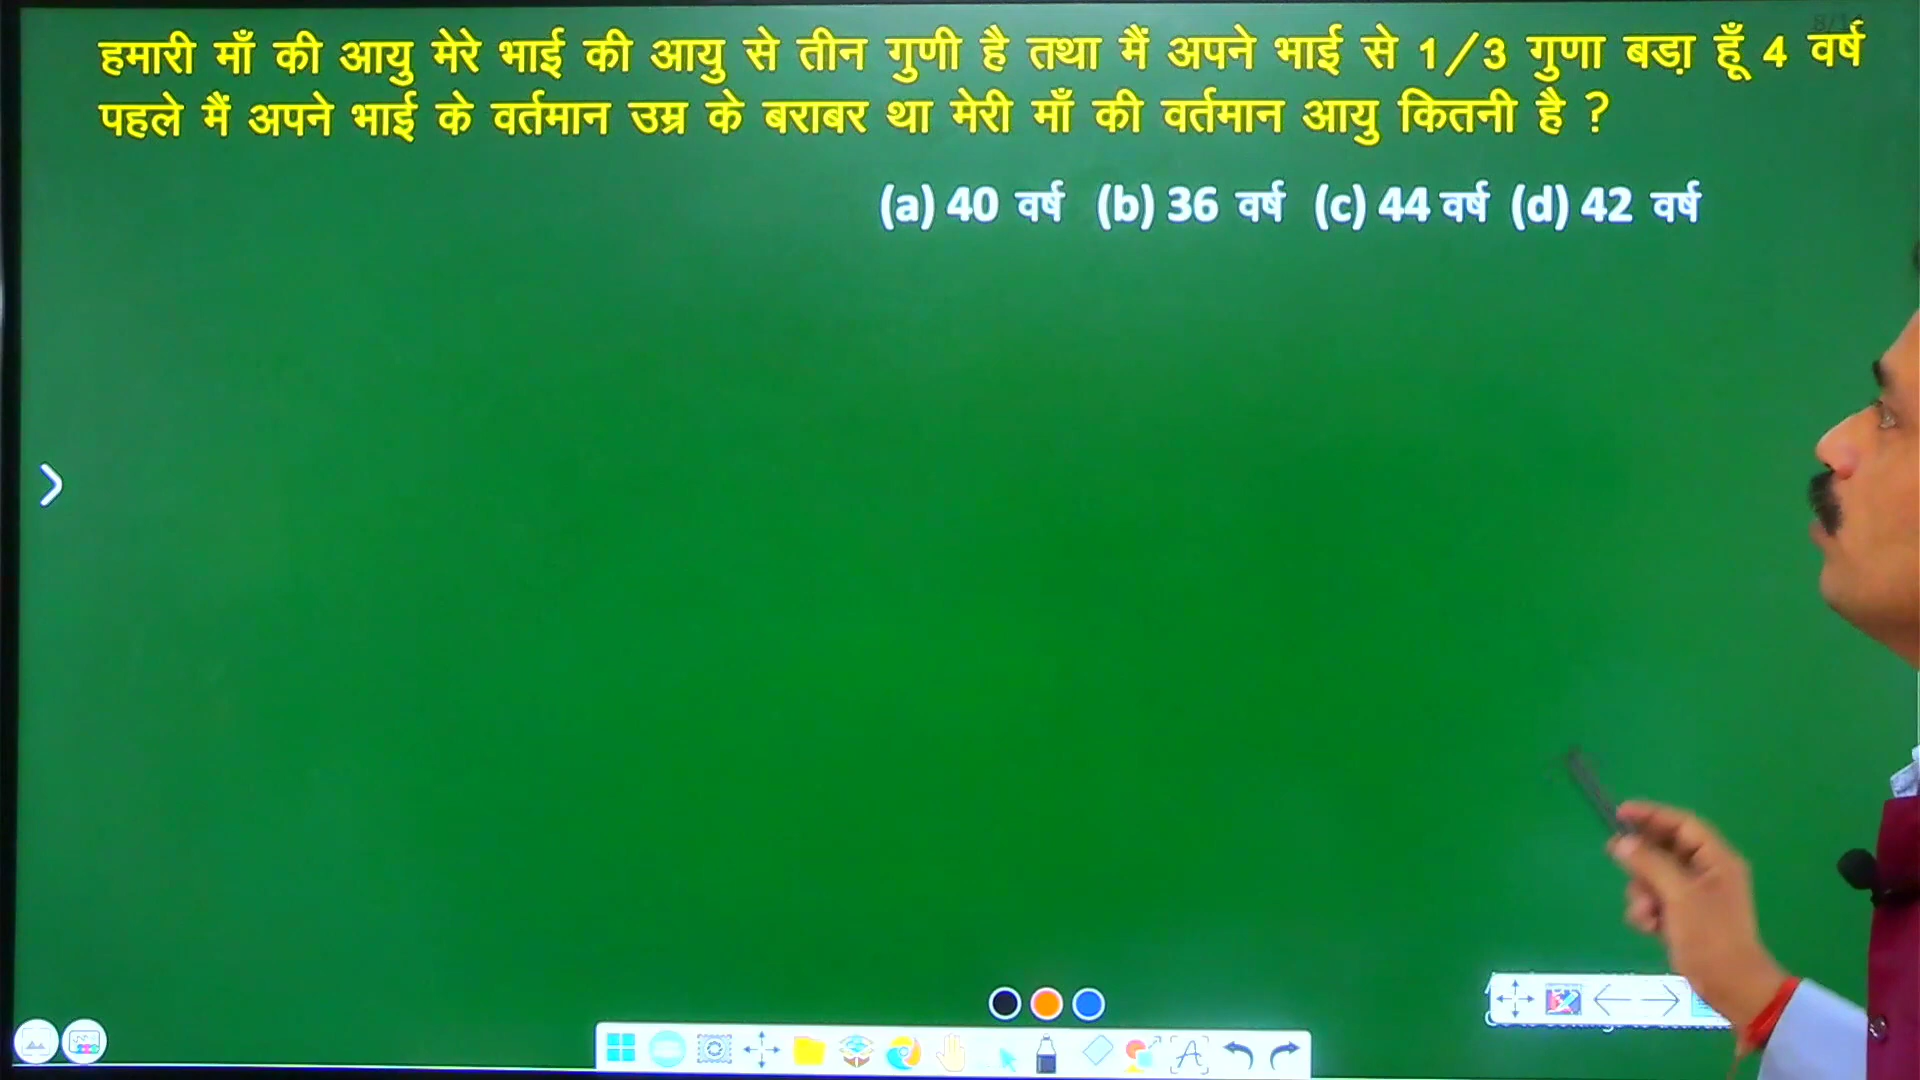 हमारी माँ की आयु मेरे भाई की आयु से तीन गुणी है तथा मैं अपने भाई से 1/3 गुणा बड़ा हूँ 4 वर्ष
पहले मैं अपने भाई के वर्तमान उम्र के बराबर था मेरी माँ की वर्तमान आयु कितनी है ?
(a) 40 वर्ष (b) 36 वर्ष (c) 44 वर्ष (d) 42 वर्ष